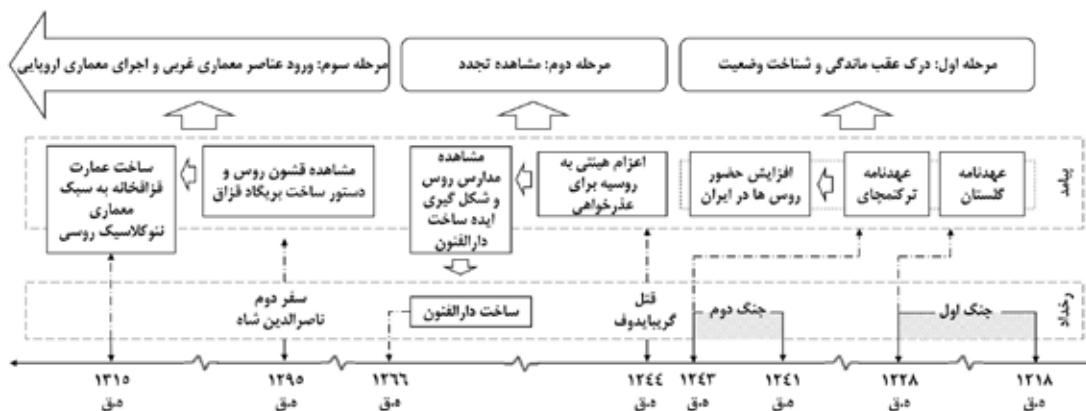 مرحله اول: درک عقب ماندگی و شناخت وضعیت
مرحله دوم: مشاهده تجدد
مرحله سوم: ورود عناصر معماری غربی و اجرای معماری اروپایی
پیامد
عهدنامه
گلستان
عهدنامه
ترکمچای
افزایش حضور
روس ها در ایران
اعزام هیئتی به
روسیه برای
عذرخواهی
مشاهده
مدارس روس
و شکل گیری
ایده ساخت
دارالفنون
مشاهده قشون روس و
دستور ساخت بریگاد قزاق
ساخت عمارت
قزاقخانه به سبک
معماری
نئوکلاسیک روسی
رخداد
جنگ اول
جنگ دوم
قتل
گریبایدوف
ساخت دارالفنون
سفر دوم
ناصرالدین شاه
۱۲۱۸
ه.ق
۱۲۲۸
ه.ق
۱۲۴۱
ه.ق
۱۲۴۳
ه.ق
۱۲۴۴
ه.ق
۱۲۶۶
ه.ق
۱۲۹۵
ه.ق
۱۳۱۵
ه.ق